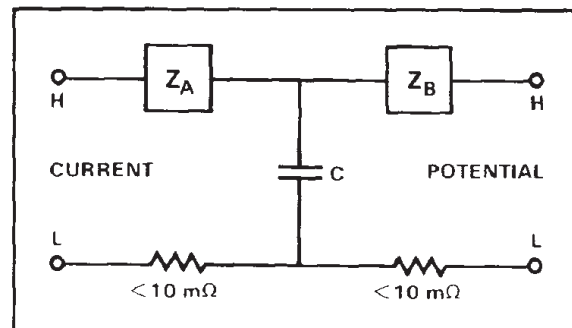 Z_A
Z_B
H
H
CURRENT
C
POTENTIAL
L
L
<10 mΩ
<10 mΩ